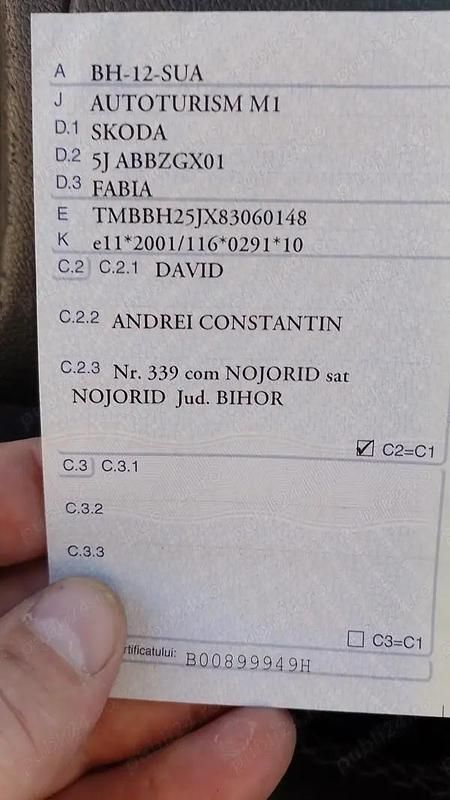 A BH-12-SUA
J AUTOTURISM M1
D.1 SKODA
D.2 5J ABBZGX01
D.3 FABIA
E TMBBH25JX83060148
K e11*2001/116*0291*10
C.2 C.2.1 DAVID
C.2.2 ANDREI CONSTANTIN
C.2.3 Nr. 339 com NOJORID sat
NOJORID Jud. BIHOR
☑ C2=C1
C.3 C.3.1
C.3.2
C.3.3
☐ C3=C1
rtificatului: B00899949H